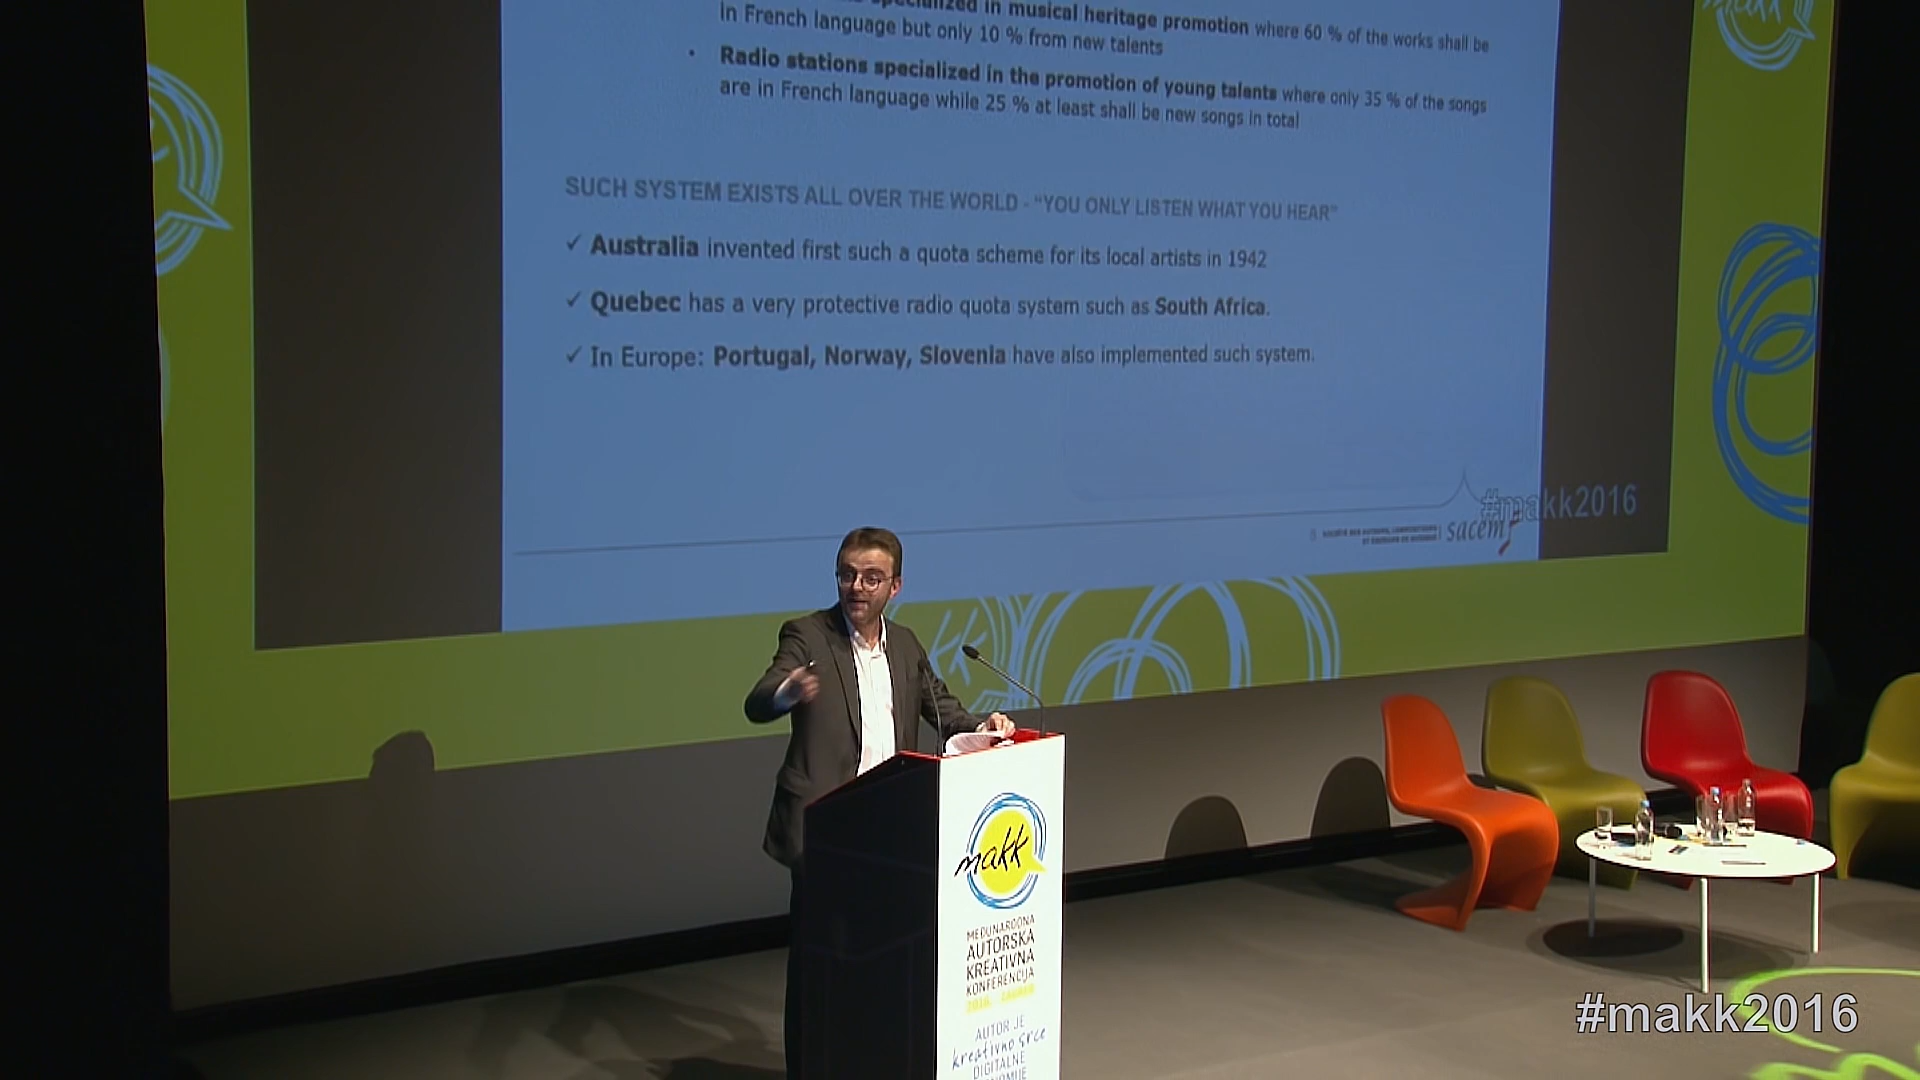 specialized in musical heritage promotion where 60 % of the works shall be
in French language but only 10 % from new talents
• Radio stations specialized in the promotion of young talents where only 35 % of the songs
are in French language while 25 % at least shall be new songs in total
SUCH SYSTEM EXISTS ALL OVER THE WORLD - "YOU ONLY LISTEN WHAT YOU HEAR"
✓ Australia invented first such a quota scheme for its local artists in 1942
✓ Quebec has a very protective radio quota system such as South Africa.
✓ In Europe: Portugal, Norway, Slovenia have also implemented such system.
#makk2016
sacem
makk
makk
MEĐUNARODNA
AUTORSKA
KREATIVNA
KONFERENCIJA
2016. ZAGREB
AUTOR JE
kreativno srce
DIGITALNE
#makk2016